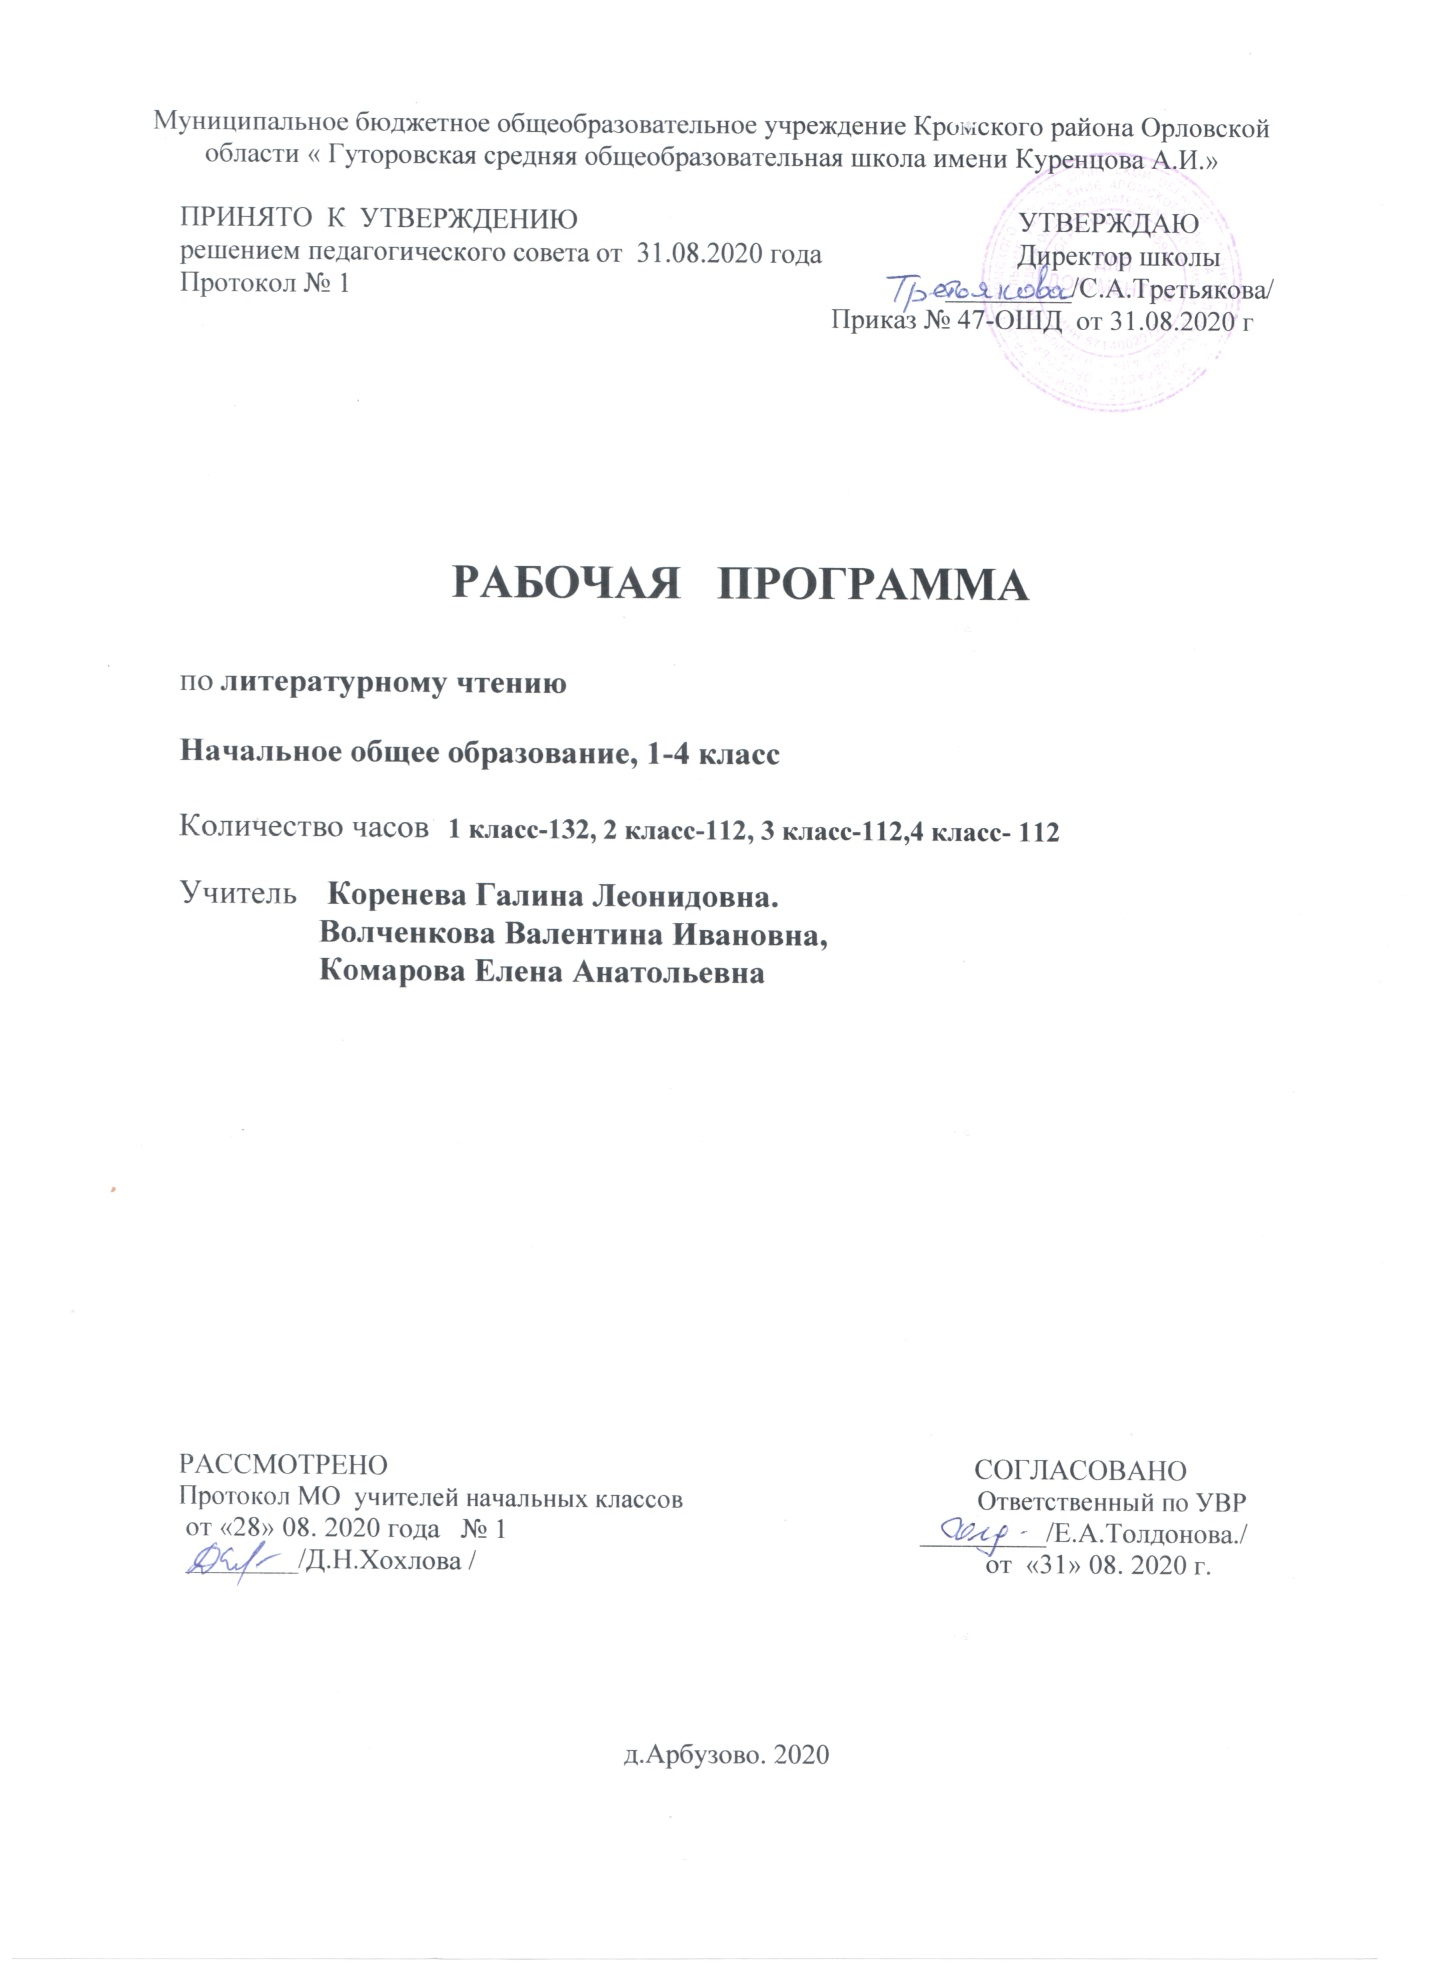 Муниципальное бюджетное общеобразовательное учреждение Кромского района Орловской
области « Гуторовская средняя общеобразовательная школа имени Куренцова А.И.»
ПРИНЯТО К УТВЕРЖДЕНИЮ
решением педагогического совета от 31.08.2020 года
Протокол № 1
УТВЕРЖДАЮ
Директор школы
Третьякова /С.А.Третьякова/
Приказ № 47-ОШД от 31.08.2020 г
РАБОЧАЯ ПРОГРАММА
по литературному чтению
Начальное общее образование, 1-4 класс
Количество часов 1 класс-132, 2 класс-112, 3 класс-112,4 класс- 112
Учитель Коренева Галина Леонидовна.
Волченкова Валентина Ивановна,
Комарова Елена Анатольевна
РАССМОТРЕНО
Протокол МО учителей начальных классов
от «28» 08. 2020 года № 1
/Д.Н.Хохлова /
СОГЛАСОВАНО
Ответственный по УВР
/Е.А.Толдонова./
от «31» 08. 2020 г.
д.Арбузово. 2020